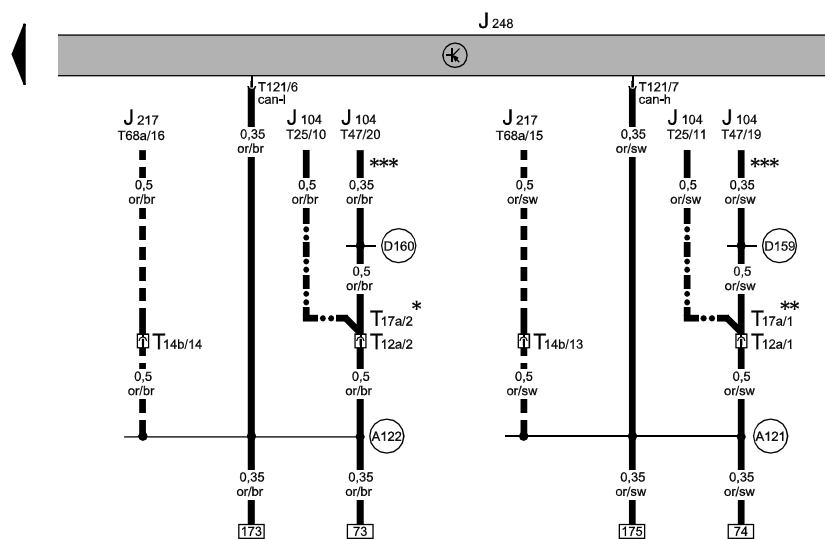 J 248
T121/6
can-l
T121/7
can-h
J 217
T68a/16
0,35
or/br
J 104
T25/10
J 104
T47/20
J 217
T68a/15
0,35
or/sw
J 104
T25/11
J 104
T47/19
***
***
0,5
or/br
0,5
or/br
0,35
or/br
0,5
or/sw
0,5
or/sw
0,35
or/sw
D160
D159
0,5
or/br
0,5
or/sw
T17a/2 *
T17a/1 **
T14b/14
T12a/2
T14b/13
T12a/1
0,5
or/br
0,5
or/br
0,5
or/sw
0,5
or/sw
A122
A121
0,35
or/br
0,35
or/br
0,35
or/sw
0,35
or/sw
173
73
175
74